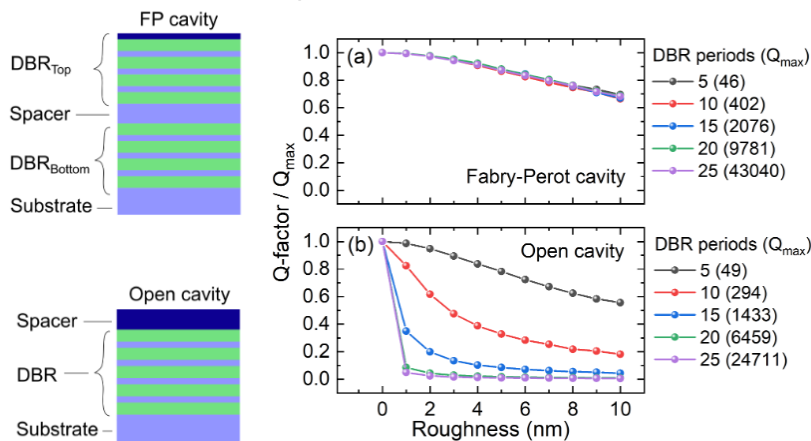 FP cavity
DBRTop
Spacer
DBRBottom
Substrate
Open cavity
Spacer
DBR
Substrate
Q-factor / Qmax
(a)
1.0
0.8
0.6
0.4
0.2
0.0
Fabry-Perot cavity
DBR periods (Qmax)
5 (46)
10 (402)
15 (2076)
20 (9781)
25 (43040)
(b)
Open cavity
1.0
0.8
0.6
0.4
0.2
0.0
0 2 4 6 8 10
Roughness (nm)
DBR periods (Qmax)
5 (49)
10 (294)
15 (1433)
20 (6459)
25 (24711)